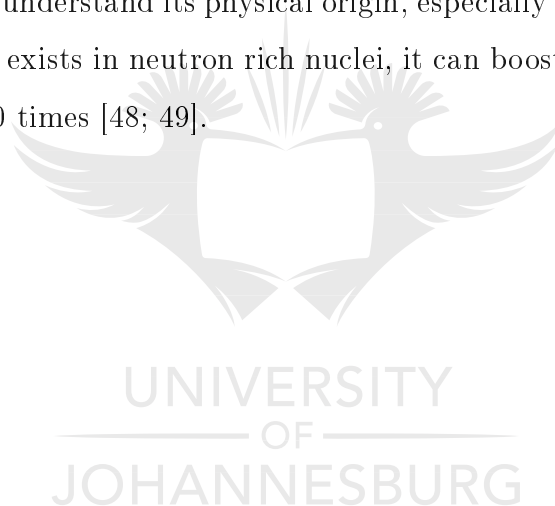 understand its physical origin, especially
exists in neutron rich nuclei, it can boost
0 times [48; 49].
UNIVERSITY
OF
JOHANNESBURG